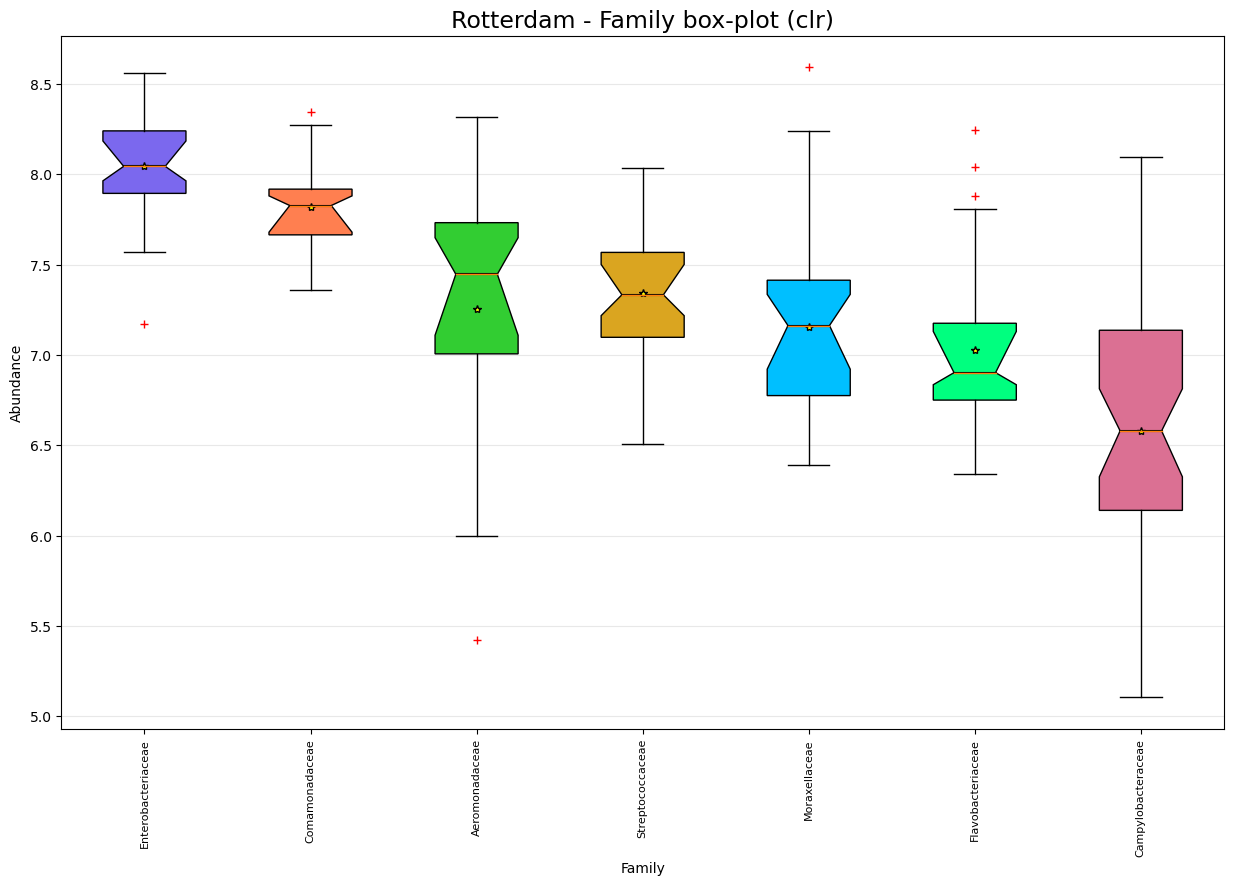 Rotterdam - Family box-plot (clr)
Abundance
8.5
8.0
7.5
7.0
6.5
6.0
5.5
5.0
Enterobacteriaceae
Comamonadaceae
Aeromonadaceae
Streptococcaceae
Moraxellaceae
Flavobacteriaceae
Campylobacteraceae
Family